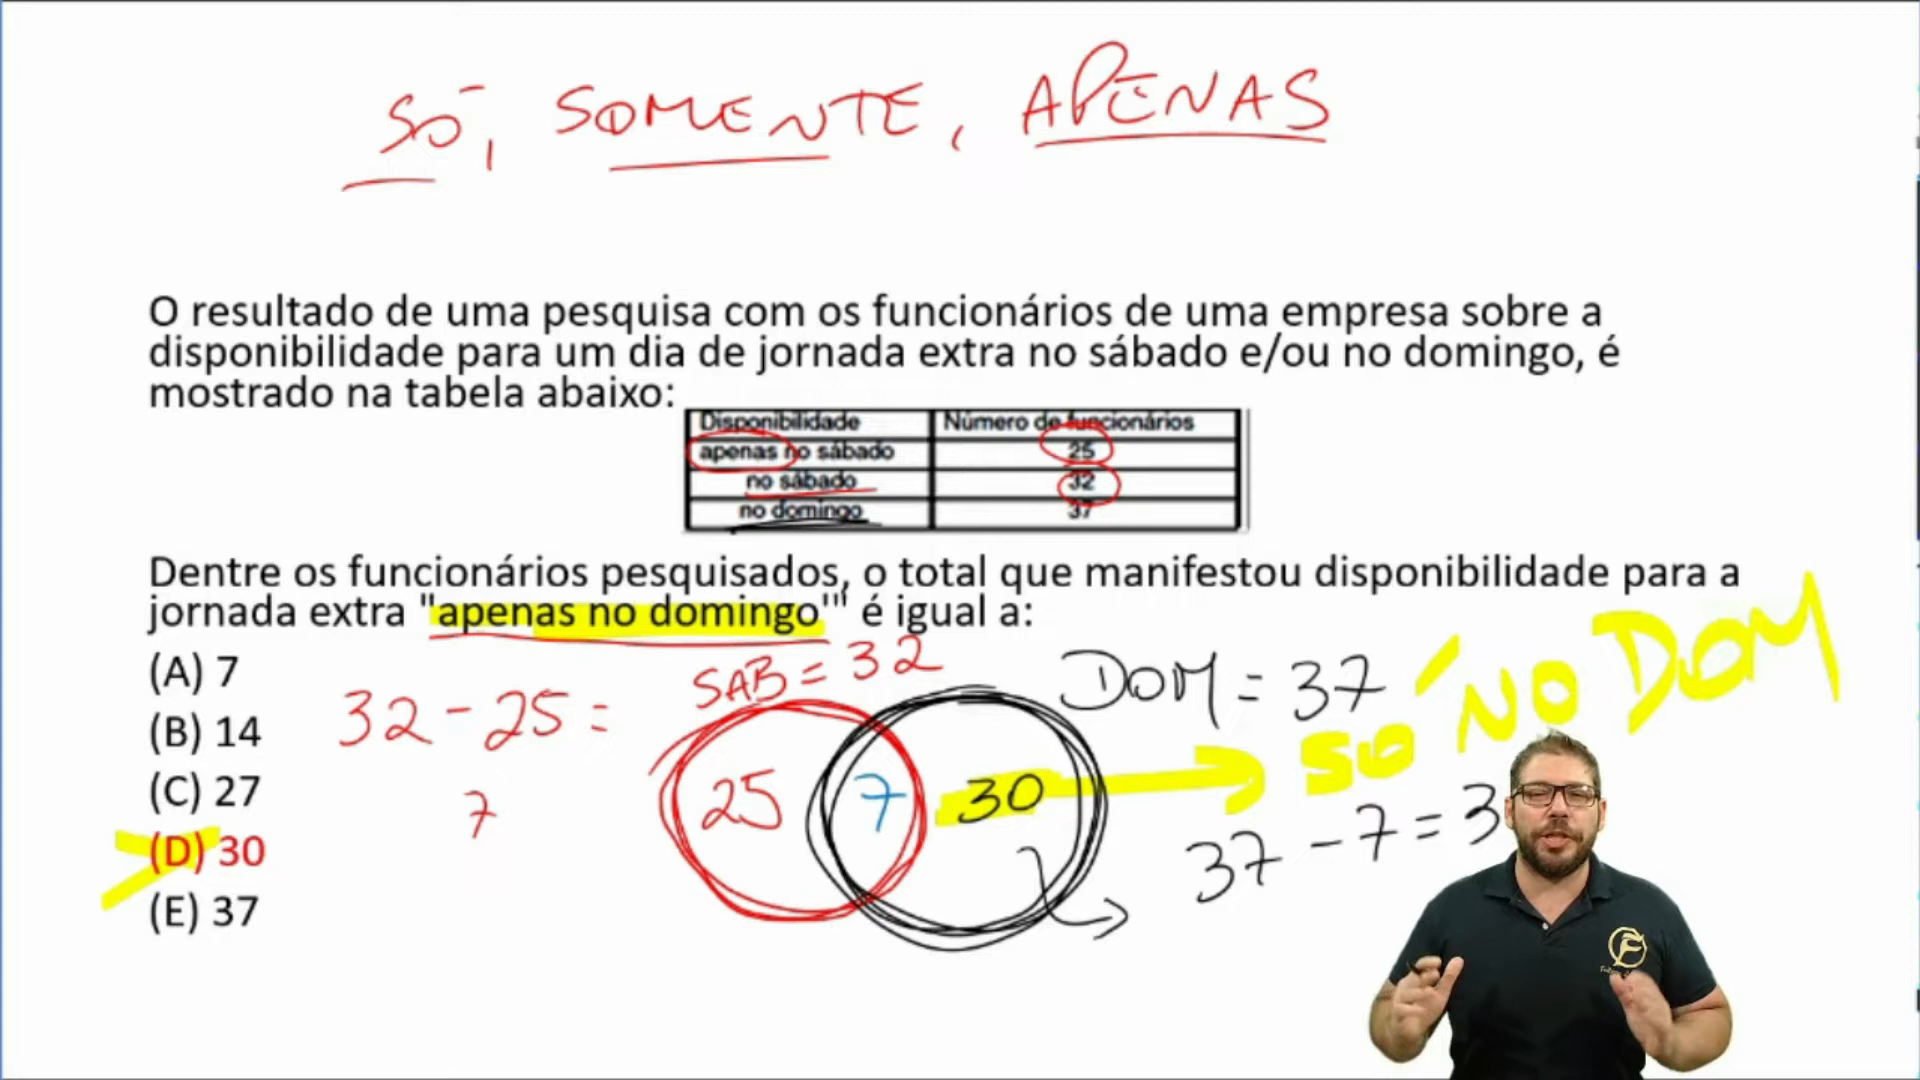 SÓ, SOMENTE, APENAS
O resultado de uma pesquisa com os funcionários de uma empresa sobre a
disponibilidade para um dia de jornada extra no sábado e/ou no domingo, é
mostrado na tabela abaixo:
Disponibilidade Número de funcionários
apenas no sábado 25
no sábado 32
no domingo 37
Dentre os funcionários pesquisados, o total que manifestou disponibilidade para a
jornada extra "apenas no domingo'" é igual a:
(A) 7
(B) 14
(C) 27
(D) 30
(E) 37
32 - 25 =
7
SAB = 32
DOM = 37
25 7 30
SÓ NO DOM
37 - 7 = 3